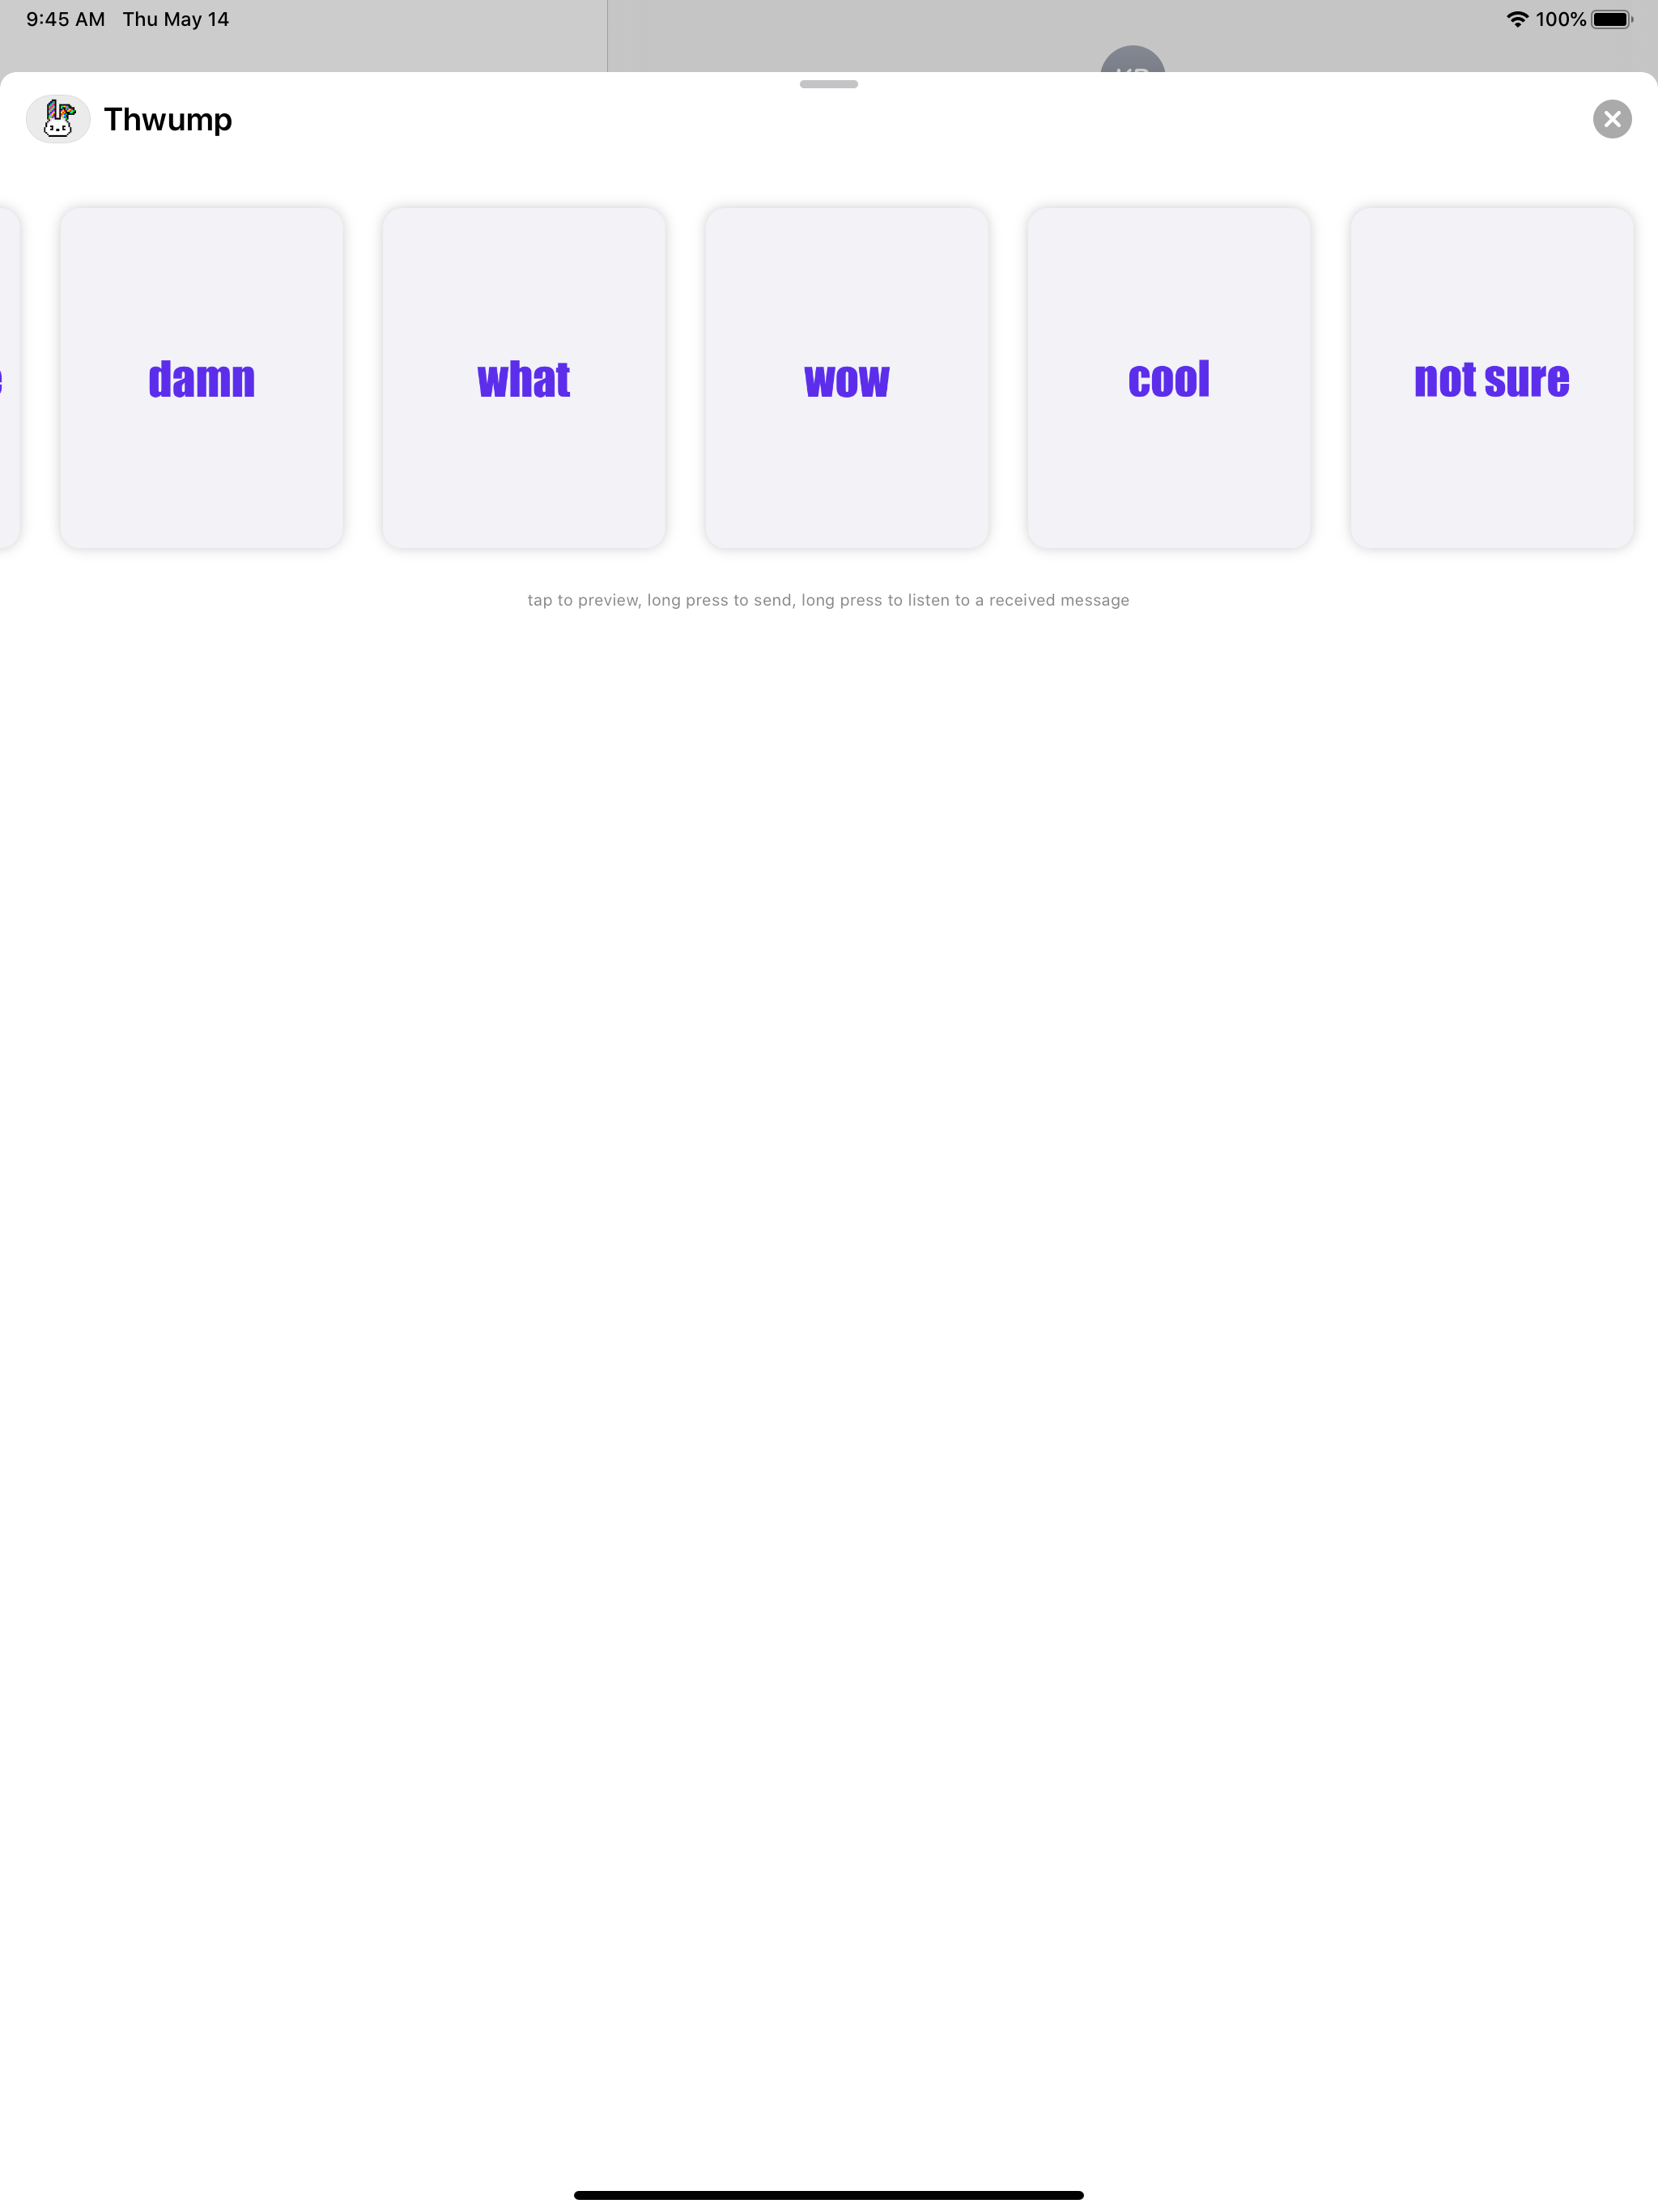 9:45 AM Thu May 14
100%
Thwump
damn
what
wow
cool
not sure
tap to preview, long press to send, long press to listen to a received message